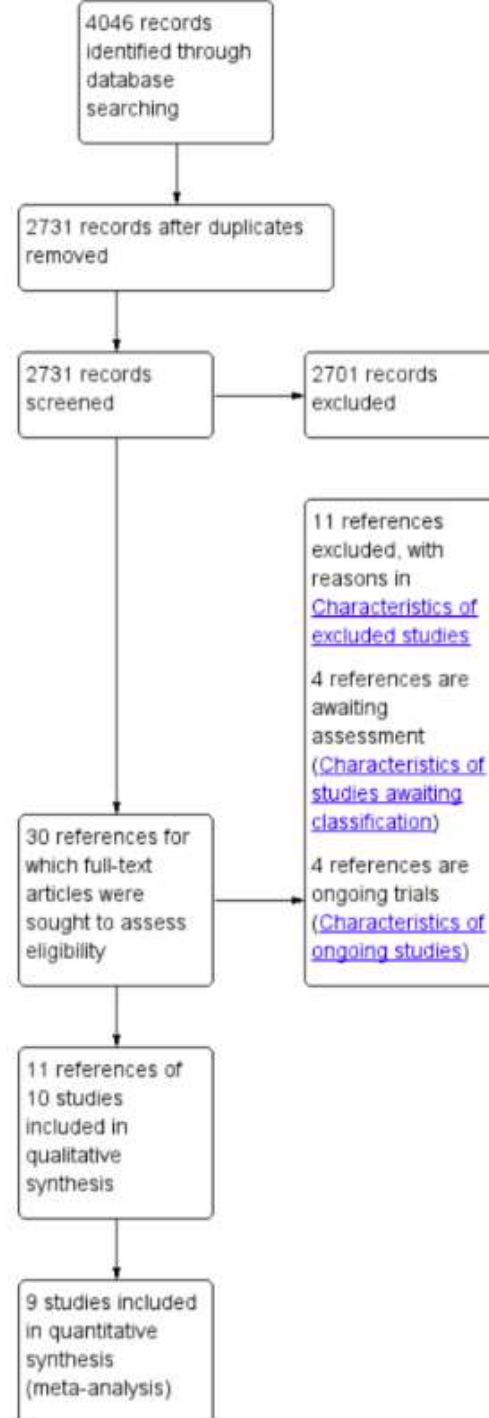 4046 records
identified through
database
searching
2731 records after duplicates
removed
2731 records
screened
2701 records
excluded
11 references
excluded, with
reasons in
Characteristics of
excluded studies
4 references are
awaiting
assessment
(Characteristics of
studies awaiting
classification)
4 references are
ongoing trials
(Characteristics of
ongoing studies)
30 references for
which full-text
articles were
sought to assess
eligibility
11 references of
10 studies
included in
qualitative
synthesis
9 studies included
in quantitative
synthesis
(meta-analysis)